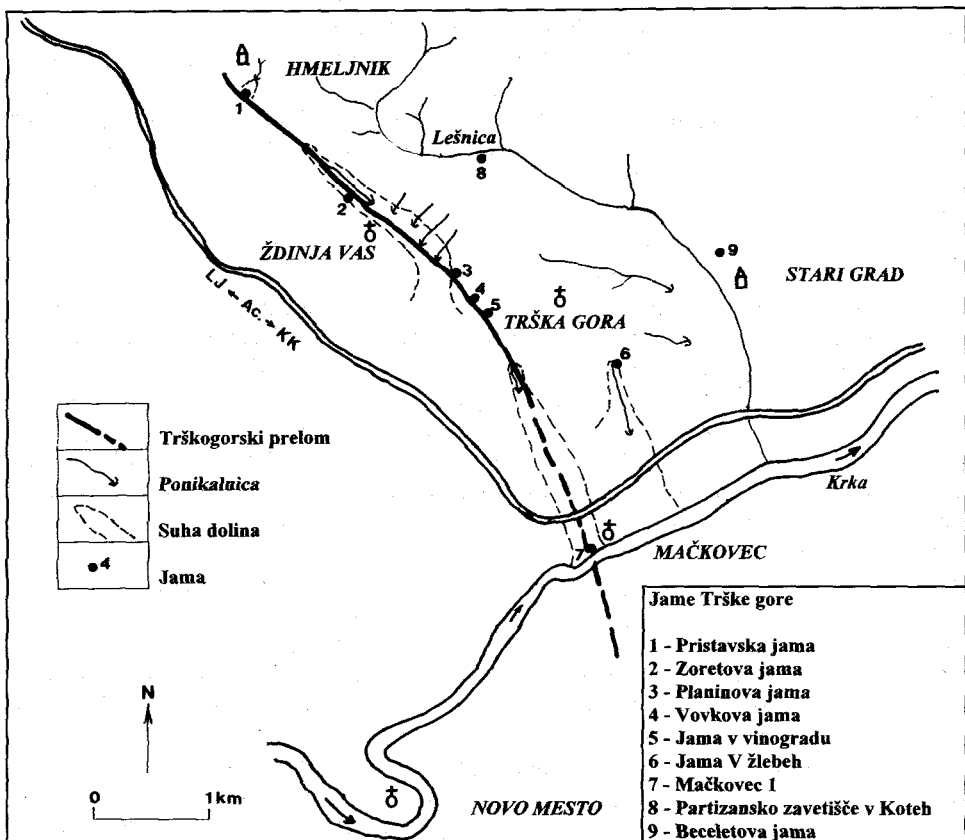 HMELJNIK
1
Lešnica
8
2
ŽDINJA VAS
9
3
STARI GRAD
4
5
TRŠKA GORA
LJ ← Ac. → KK
6
Trškogorski prelom
Ponikalnica
Suha dolina
4
Jama
Krka
MAČKOVEC
7
N
0 1km
NOVO MESTO
Jame Trške gore
1 - Pristavska jama
2 - Zoretova jama
3 - Planinova jama
4 - Vovkova jama
5 - Jama v vinogradu
6 - Jama V žlebeh
7 - Mačkovec 1
8 - Partizansko zavetišče v Koteh
9 - Beceletova jama